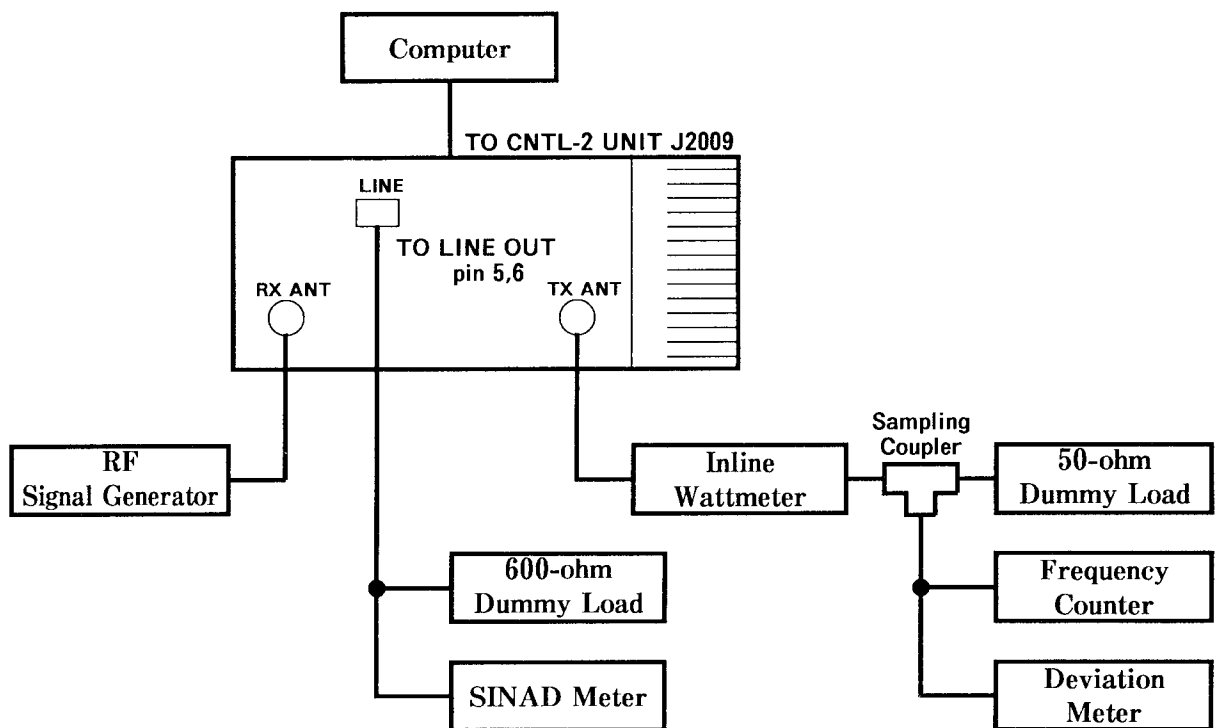 Computer
TO CNTL-2 UNIT J2009
LINE
TO LINE OUT
pin 5,6
RX ANT
TX ANT
RF
Signal Generator
Inline
Wattmeter
Sampling
Coupler
50-ohm
Dummy Load
600-ohm
Dummy Load
Frequency
Counter
SINAD Meter
Deviation
Meter